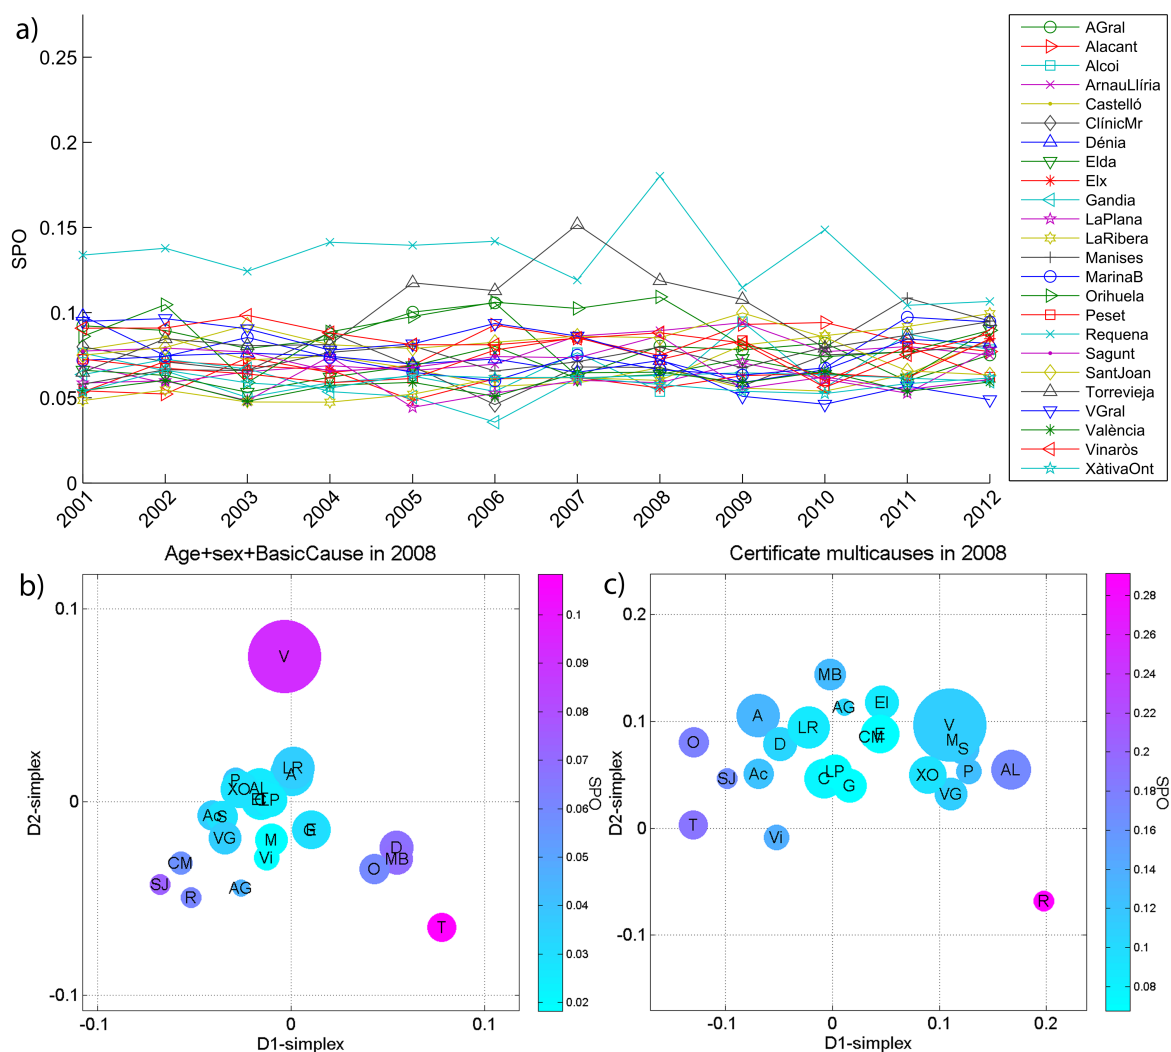 a)
SPO
0.25
0.2
0.15
0.1
0.05
0
2001 2002 2003 2004 2005 2006 2007 2008 2009 2010 2011 2012
AGral
Alacant
Alcoi
ArnauLlíria
Castelló
ClínicMr
Dénia
Elda
Elx
Gandia
LaPlana
LaRibera
Manises
MarinaB
Orihuela
Peset
Requena
Sagunt
SantJoan
Torrevieja
VGral
València
Vinaròs
XàtivaOnt
Age+sex+BasicCause in 2008
b)
D2-simplex
0.1
0
-0.1
V
LR
A
P
XO
AL
LP
Ac
S
VG
M
Vi
CM
SJ
R
AG
D
MB
O
T
-0.1 0 0.1
D1-simplex
0.1
0.09
0.08
0.07
0.06
0.05
0.04
0.03
0.02
SPO
Certificate multicauses in 2008
c)
D2-simplex
0.2
0.1
0
-0.1
MB
A
AG
El
LR
V
O
D
CM
E
M
S
SJ
Ac
C
LP
G
XO
P
AL
VG
T
Vi
R
-0.1 0 0.1 0.2
D1-simplex
0.28
0.26
0.24
0.22
0.2
0.18
0.16
0.14
0.12
0.1
0.08
SPO